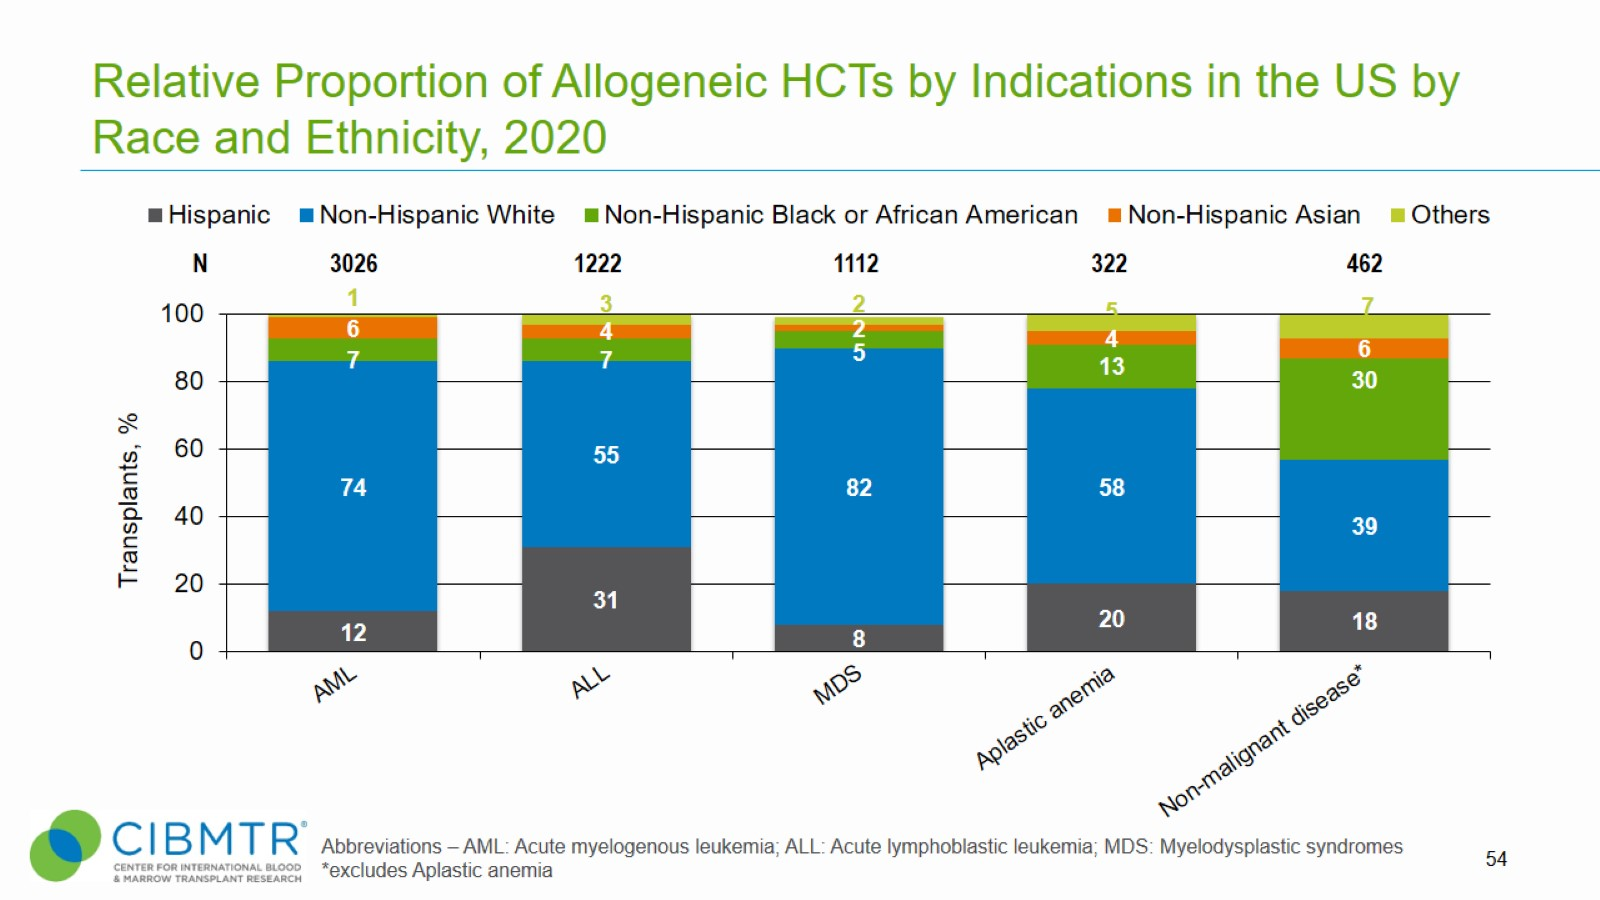 Relative Proportion of Allogeneic HCTs by Indications in the US by
Race and Ethnicity, 2020
Hispanic Non-Hispanic White Non-Hispanic Black or African American Non-Hispanic Asian Others
N 3026 1222 1112 322 462
1 3 2 5 7
6 4 2 4 6
7 7 5 13 30
74 55 82 58 39
12 31 8 20 18
100
80
60
40
20
0
Transplants, %
AML
ALL
MDS
Aplastic anemia
Non-malignant disease*
CIBMTR®
CENTER FOR INTERNATIONAL BLOOD
& MARROW TRANSPLANT RESEARCH
Abbreviations – AML: Acute myelogenous leukemia; ALL: Acute lymphoblastic leukemia; MDS: Myelodysplastic syndromes
*excludes Aplastic anemia
54